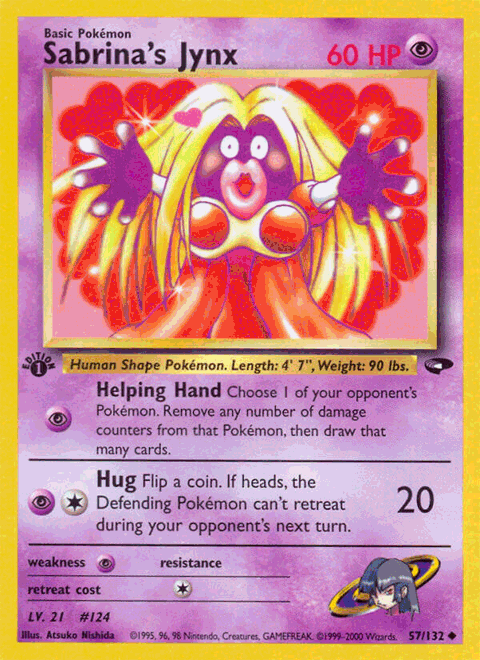 Basic Pokémon
Sabrina's Jynx
60 HP
EDITION
1
Human Shape Pokémon. Length: 4' 7", Weight: 90 lbs.
Helping Hand Choose 1 of your opponent's
Pokémon. Remove any number of damage
counters from that Pokémon, then draw that
many cards.
Hug Flip a coin. If heads, the
Defending Pokémon can't retreat
during your opponent's next turn.
20
weakness
resistance
retreat cost
LV. 21 #124
Illus. Atsuko Nishida
©1995, 96, 98 Nintendo, Creatures, GAMEFREAK. ©1999-2000 Wizards.
57/132